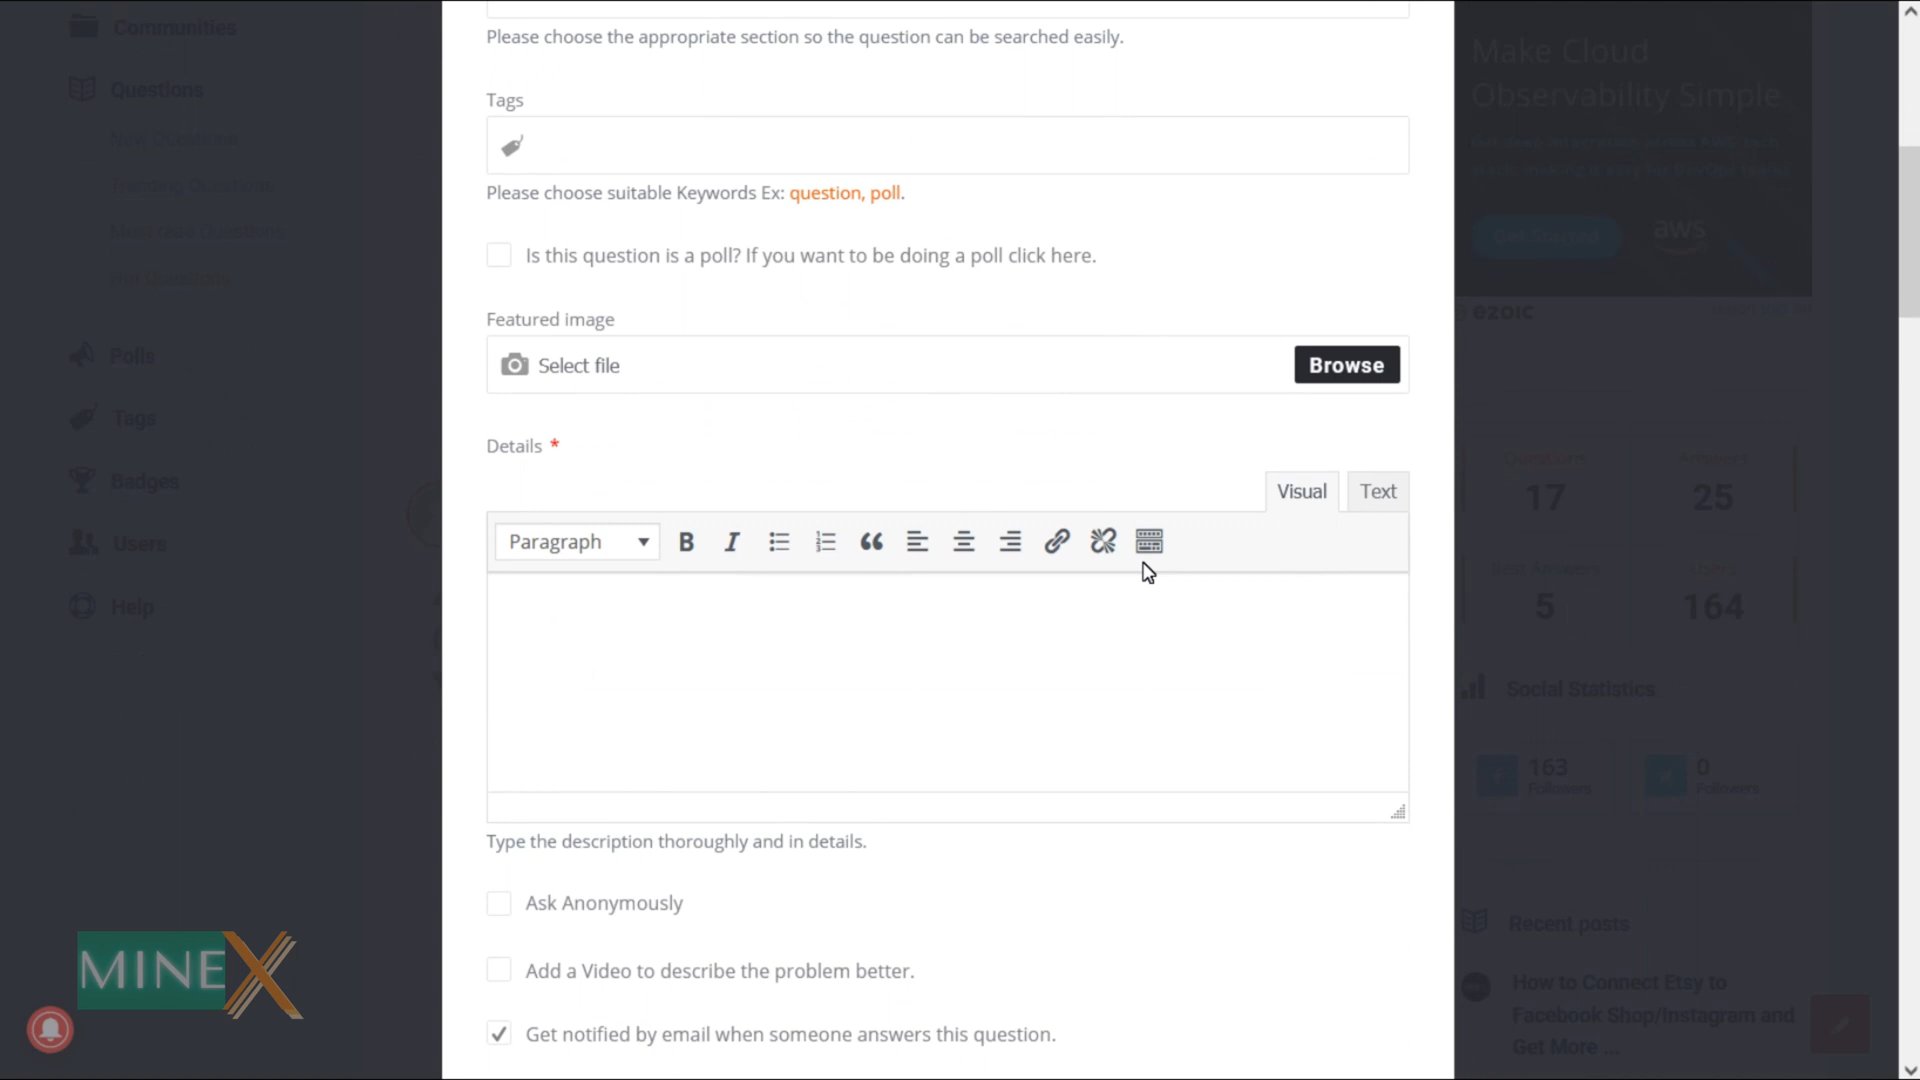 Communities
Questions
New Questions
Trending Questions
Must read Questions
Hot Questions
Polls
Tags
Badges
Users
Help
MINEX
Please choose the appropriate section so the question can be searched easily.
Tags
Please choose suitable Keywords Ex: question, poll.
Is this question is a poll? If you want to be doing a poll click here.
Featured image
Select file
Browse
Details *
Visual
Text
Paragraph
Type the description thoroughly and in details.
Ask Anonymously
Add a Video to describe the problem better.
Get notified by email when someone answers this question.
Make Cloud
Observability Simple
Get Started
aws
ezoic
Questions
17
Answers
25
Best Answers
5
Users
164
Social Statistics
163
Followers
0
Followers
Recent posts
How to Connect Etsy to
Facebook Shop/Instagram and
Get More ...